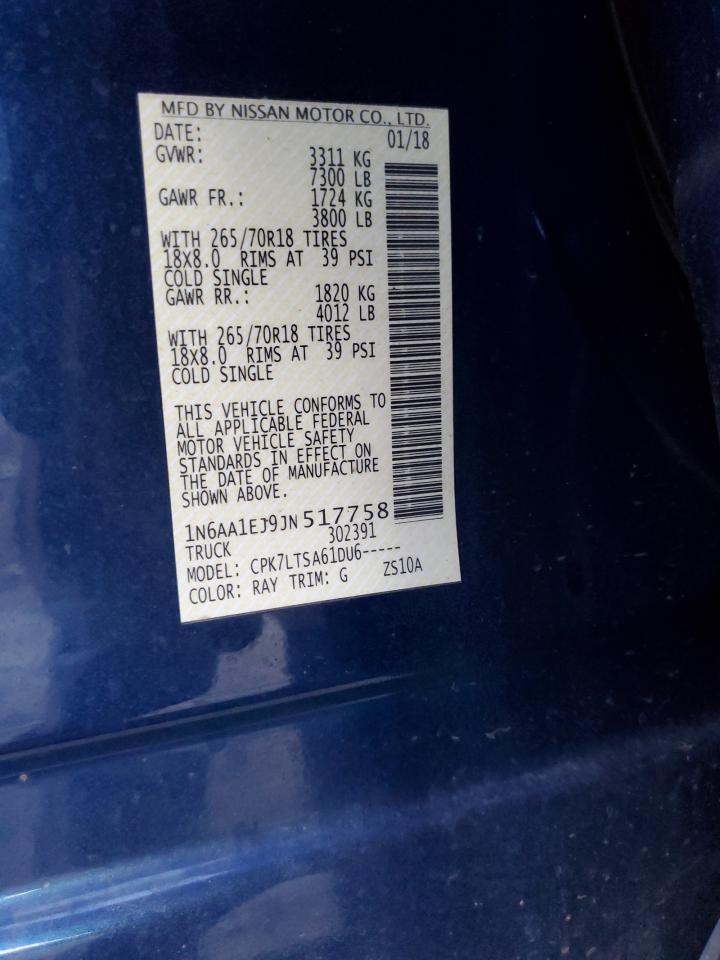 MFD BY NISSAN MOTOR CO., LTD.
DATE: 01/18
GVWR: 3311 KG
7300 LB
GAWR FR.: 1724 KG
3800 LB
WITH 265/70R18 TIRES
18X8.0 RIMS AT 39 PSI
COLD SINGLE
GAWR RR.: 1820 KG
4012 LB
WITH 265/70R18 TIRES
18X8.0 RIMS AT 39 PSI
COLD SINGLE
THIS VEHICLE CONFORMS TO
ALL APPLICABLE FEDERAL
MOTOR VEHICLE SAFETY
STANDARDS IN EFFECT ON
THE DATE OF MANUFACTURE
SHOWN ABOVE.
1N6AA1EJ9JN517758
TRUCK 302391
MODEL: CPK7LTSA61DU6-----
COLOR: RAY TRIM: G ZS10A